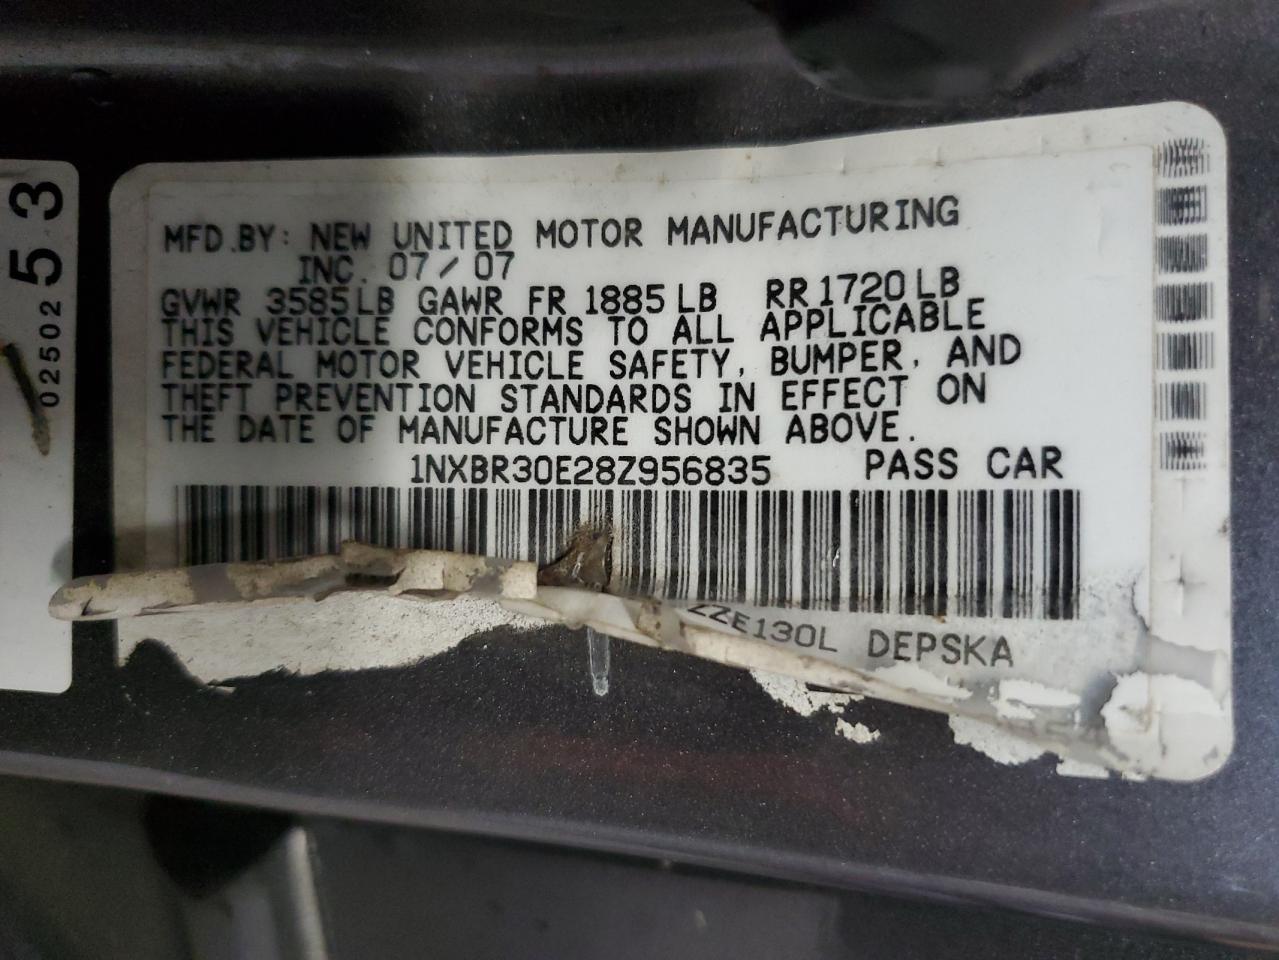 53
02502
MFD.BY: NEW UNITED MOTOR MANUFACTURING
INC. 07/07
GVWR 3585LB GAWR FR 1885LB RR1720LB
THIS VEHICLE CONFORMS TO ALL APPLICABLE
FEDERAL MOTOR VEHICLE SAFETY, BUMPER, AND
THEFT PREVENTION STANDARDS IN EFFECT ON
THE DATE OF MANUFACTURE SHOWN ABOVE.
1NXBR30E28Z956835 PASS CAR
ZZE130L DEPSKA